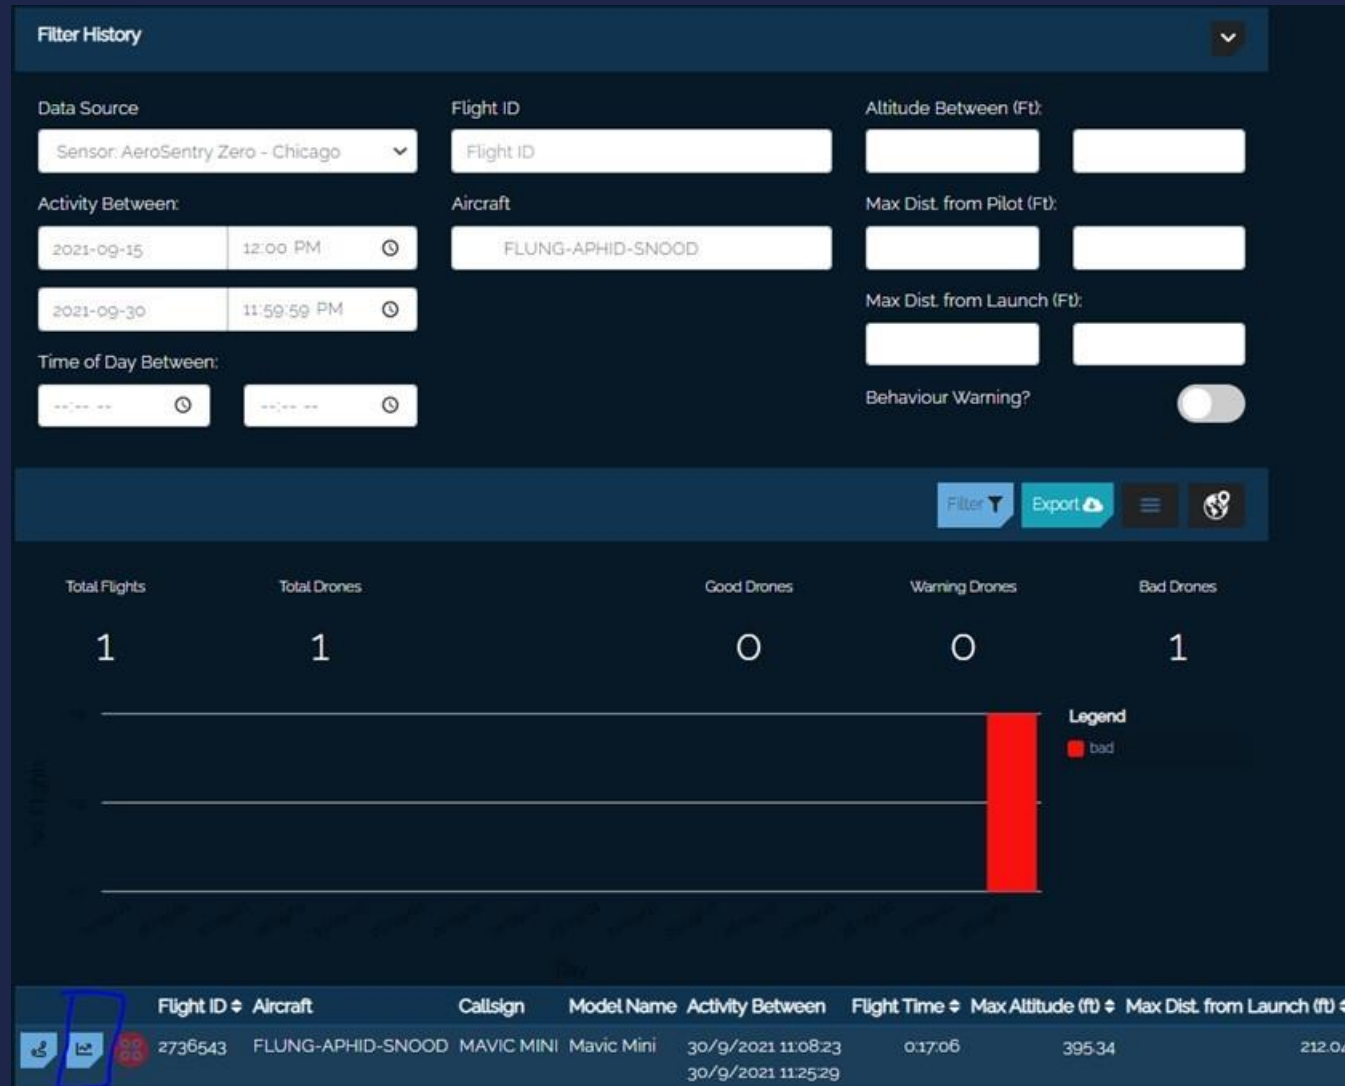 Filter History
Data Source
Flight ID
Altitude Between (Ft):
Sensor: AeroSentry Zero - Chicago
Flight ID
Activity Between:
Aircraft
Max Dist. from Pilot (Ft):
2021-09-15 12:00 PM
FLUNG-APHID-SNOOD
2021-09-30 11:59:59 PM
Max Dist. from Launch (Ft):
Time of Day Between:
--:-- -- --:-- --
Behaviour Warning?
Filter Export
Total Flights Total Drones Good Drones Warning Drones Bad Drones
1 1 0 0 1
Legend
bad
Day
Flight ID Aircraft Callsign Model Name Activity Between Flight Time Max Altitude (ft) Max Dist. from Launch (ft)
2736543 FLUNG-APHID-SNOOD MAVIC MINI Mavic Mini 30/9/2021 11:08:23 0:17:06 395.34 212.04
30/9/2021 11:25:29